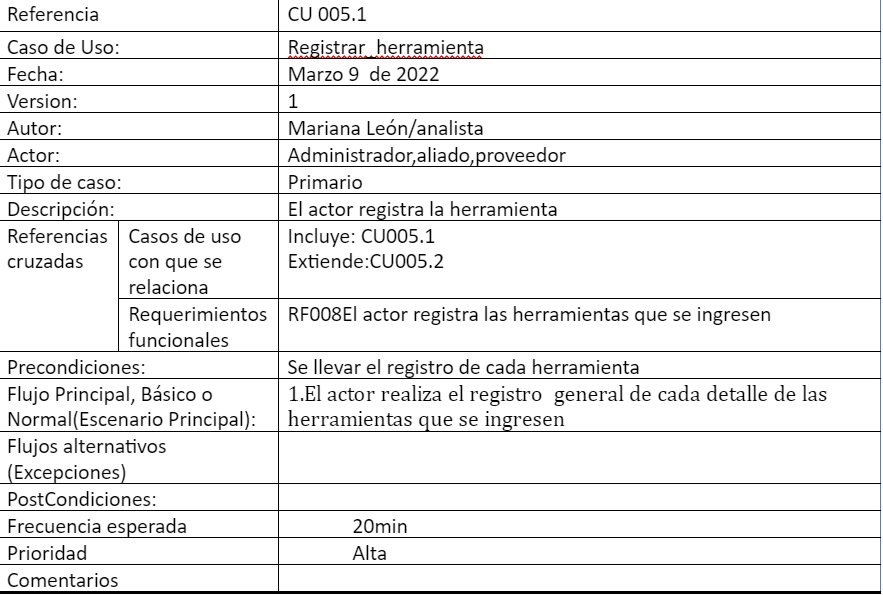 Referencia CU 005.1
Caso de Uso: Registrar_herramienta
Fecha: Marzo 9  de 2022
Version: 1
Autor: Mariana León/analista
Actor: Administrador,aliado,proveedor
Tipo de caso: Primario
Descripción: El actor registra la herramienta
Referencias Casos de uso Incluye: CU005.1
cruzadas con que se Extiende:CU005.2
relaciona
Requerimientos RF008El actor registra las herramientas que se ingresen
funcionales
Precondiciones: Se llevar el registro de cada herramienta
Flujo Principal, Básico o 1.El actor realiza el registro  general de cada detalle de las
Normal(Escenario Principal): herramientas que se ingresen
Flujos alternativos
(Excepciones)
PostCondiciones:
Frecuencia esperada 20min
Prioridad Alta
Comentarios